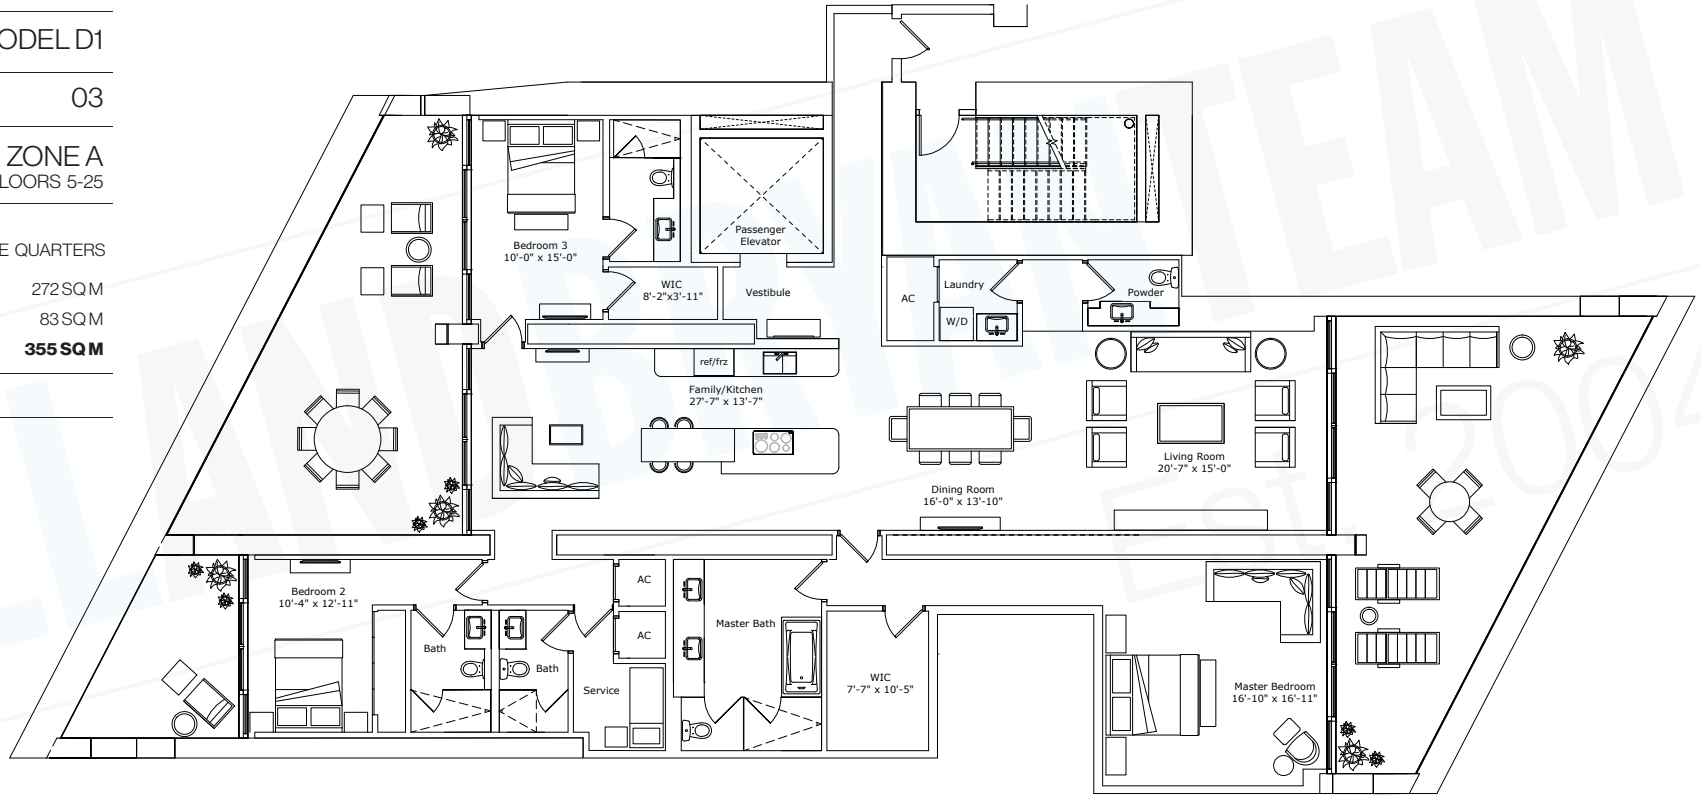 ODEL D1
03
ZONE A
LOORS 5-25
E QUARTERS
272 SQ M
83 SQ M
355 SQ M
Bedroom 3
10'-0" x 15'-0"
WIC
8'-2"x3'-11"
Passenger
Elevator
Vestibule
AC
Laundry
W/D
Powder
ref/frz
Family/Kitchen
27'-7" x 13'-7"
Dining Room
16'-0" x 13'-10"
Living Room
20'-7" x 15'-0"
Bedroom 2
10'-4" x 12'-11"
Bath
Bath
AC
AC
Service
Master Bath
WIC
7'-7" x 10'-5"
Master Bedroom
16'-10" x 16'-11"
LLANDBRYANTEAM
Est. 2004